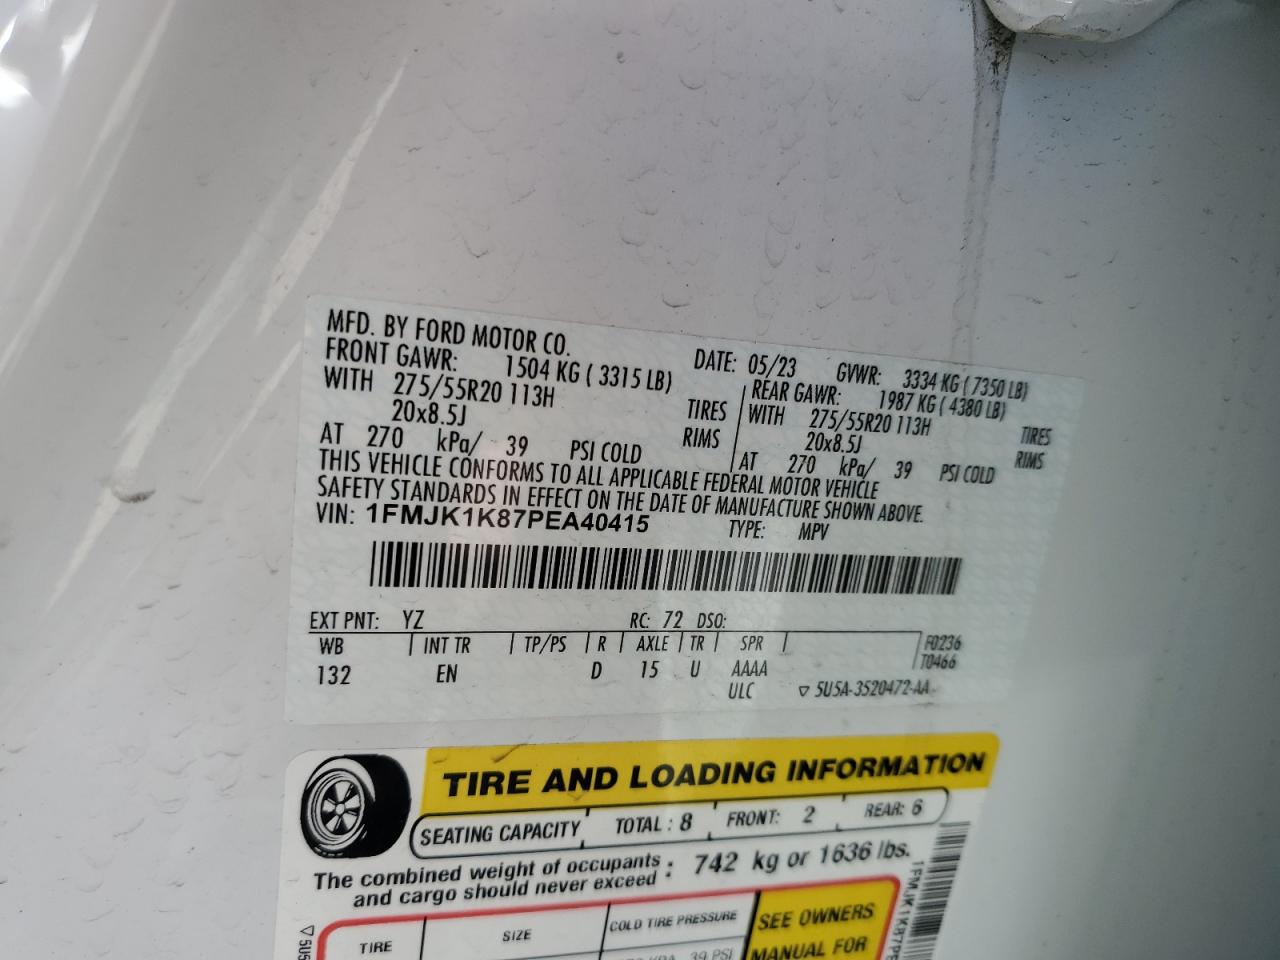 MFD. BY FORD MOTOR CO.
DATE: 05/23 GVWR: 3334 KG ( 7350 LB)
FRONT GAWR: 1504 KG ( 3315 LB)
WITH 275/55R20 113H TIRES
20x8.5J RIMS
AT 270 kPa/ 39 PSI COLD
REAR GAWR: 1987 KG ( 4380 LB)
WITH 275/55R20 113H TIRES
20x8.5J RIMS
AT 270 kPa/ 39 PSI COLD
THIS VEHICLE CONFORMS TO ALL APPLICABLE FEDERAL MOTOR VEHICLE
SAFETY STANDARDS IN EFFECT ON THE DATE OF MANUFACTURE SHOWN ABOVE.
VIN: 1FMJK1K87PEA40415 TYPE: MPV
EXT PNT: YZ RC: 72 DSO:
WB INT TR TP/PS R AXLE TR SPR F0236
132 EN D 15 U AAAA T0466
ULC ▽ 5U5A-3520472-AA
TIRE AND LOADING INFORMATION
SEATING CAPACITY TOTAL : 8 FRONT: 2 REAR: 6
The combined weight of occupants
and cargo should never exceed : 742 kg or 1636 lbs.
TIRE SIZE COLD TIRE PRESSURE
39 PSI
SEE OWNERS
MANUAL FOR
1FMJK1K87PE
▽ 5U5